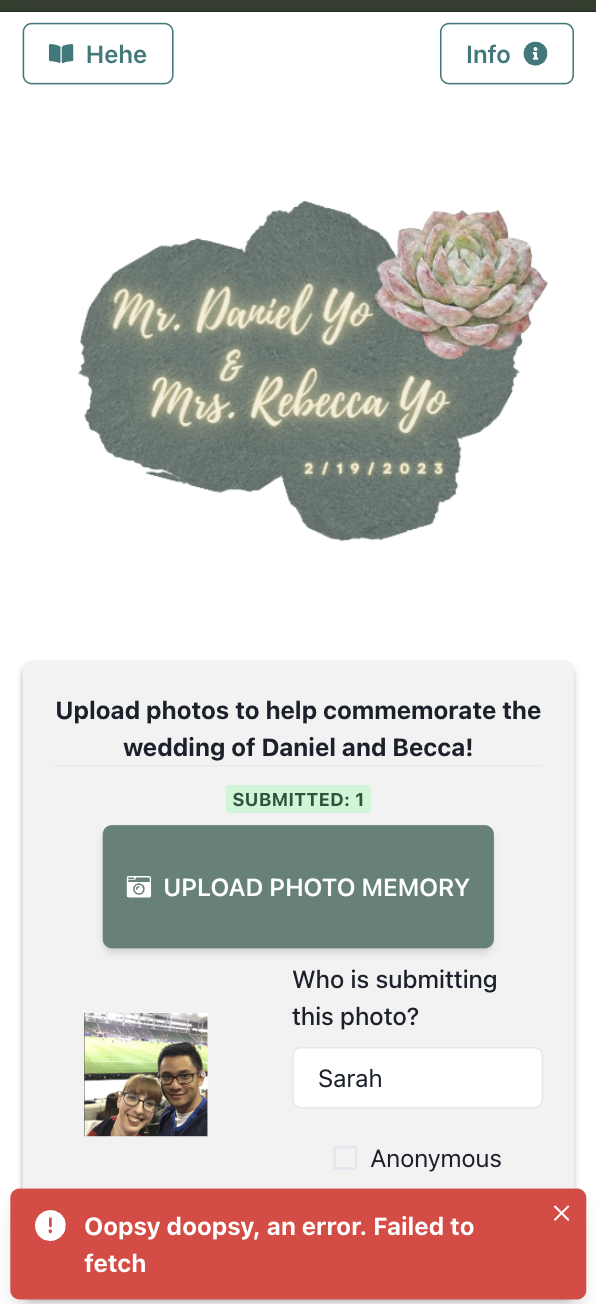 Hehe
Info
Mr. Daniel Yo
&
Mrs. Rebecca Yo
2/19/2023
Upload photos to help commemorate the
wedding of Daniel and Becca!
SUBMITTED: 1
UPLOAD PHOTO MEMORY
Who is submitting
this photo?
Sarah
Anonymous
Oopsy doopsy, an error. Failed to
fetch